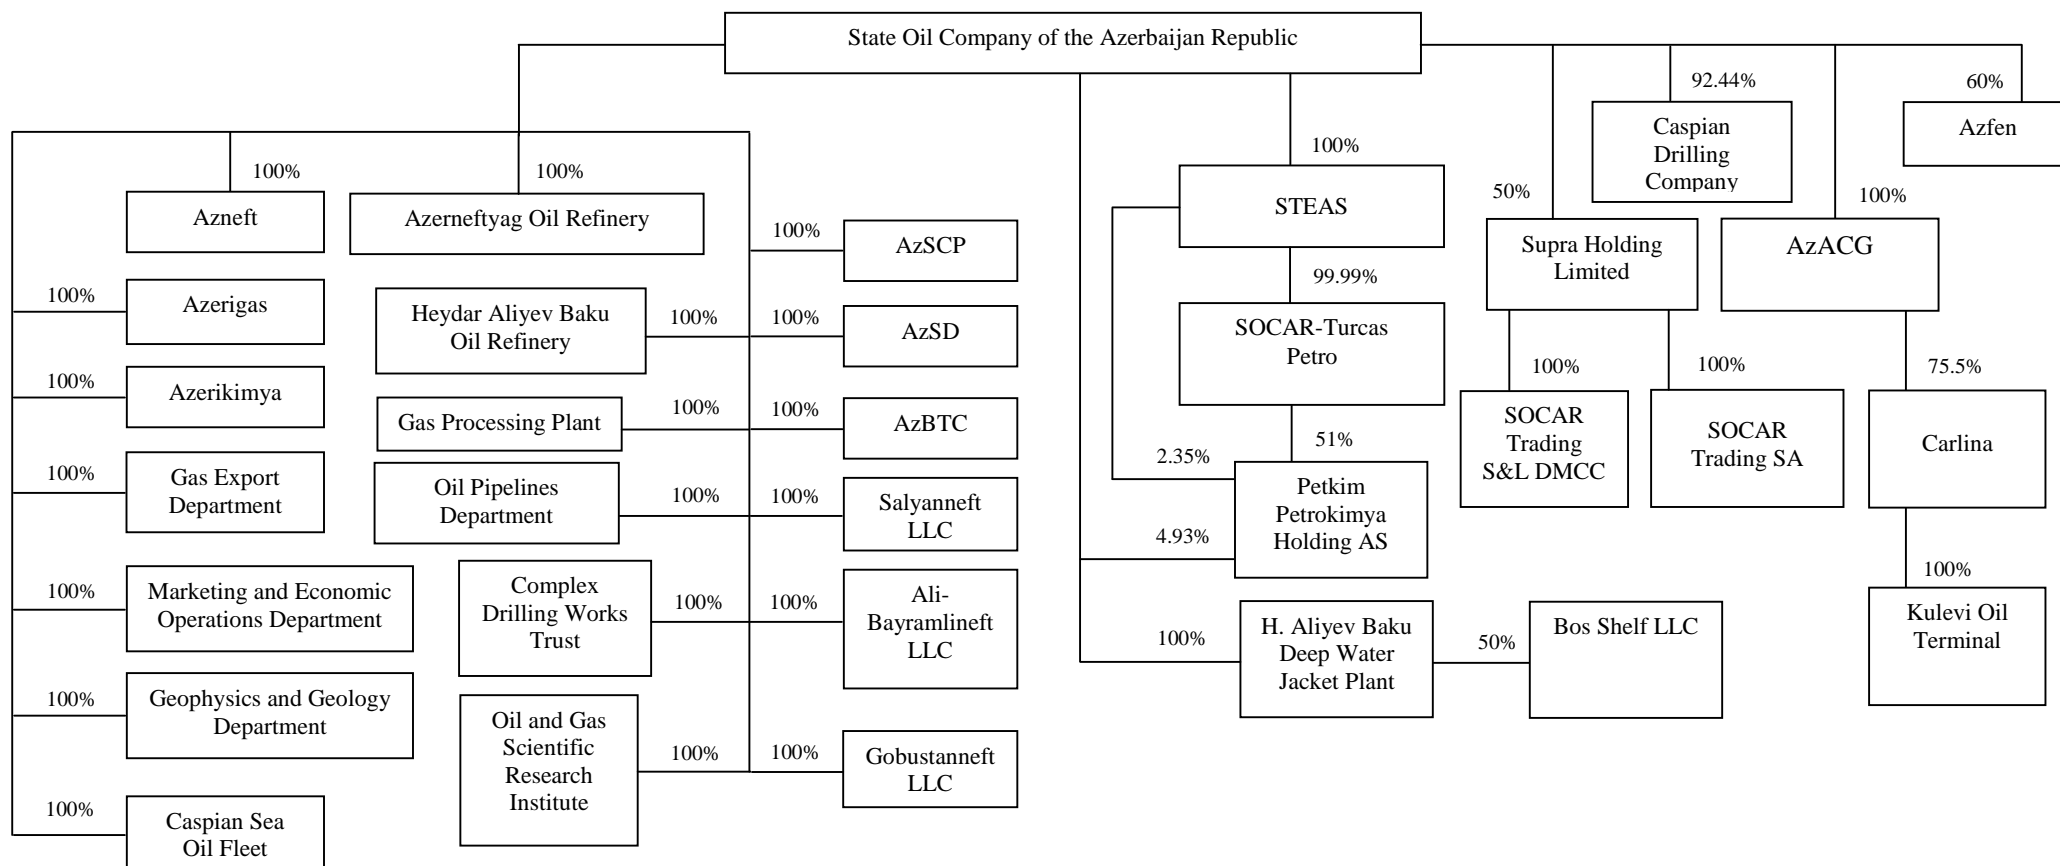 State Oil Company of the Azerbaijan Republic
92.44%
60%
Caspian
Drilling
Company
Azfen
100%
100%
100%
Azneft
Azerneftyag Oil Refinery
STEAS
50%
100%
100%
AzSCP
Supra Holding
Limited
AzACG
99.99%
100%
Azerigas
Heydar Aliyev Baku
Oil Refinery
100%
100%
AzSD
SOCAR-Turcas
Petro
100%
100%
75.5%
100%
Azerikimya
Gas Processing Plant
100%
100%
AzBTC
SOCAR
Trading
S&L DMCC
SOCAR
Trading SA
Carlina
51%
2.35%
100%
Gas Export
Department
Oil Pipelines
Department
100%
100%
Salyanneft
LLC
Petkim
Petrokimya
Holding AS
4.93%
100%
100%
Marketing and Economic
Operations Department
Complex
Drilling Works
Trust
100%
100%
Ali-
Bayramlineft
LLC
100%
H. Aliyev Baku
Deep Water
Jacket Plant
50%
Bos Shelf LLC
Kulevi Oil
Terminal
100%
Geophysics and Geology
Department
Oil and Gas
Scientific
Research
Institute
100%
100%
Gobustanneft
LLC
100%
Caspian Sea
Oil Fleet